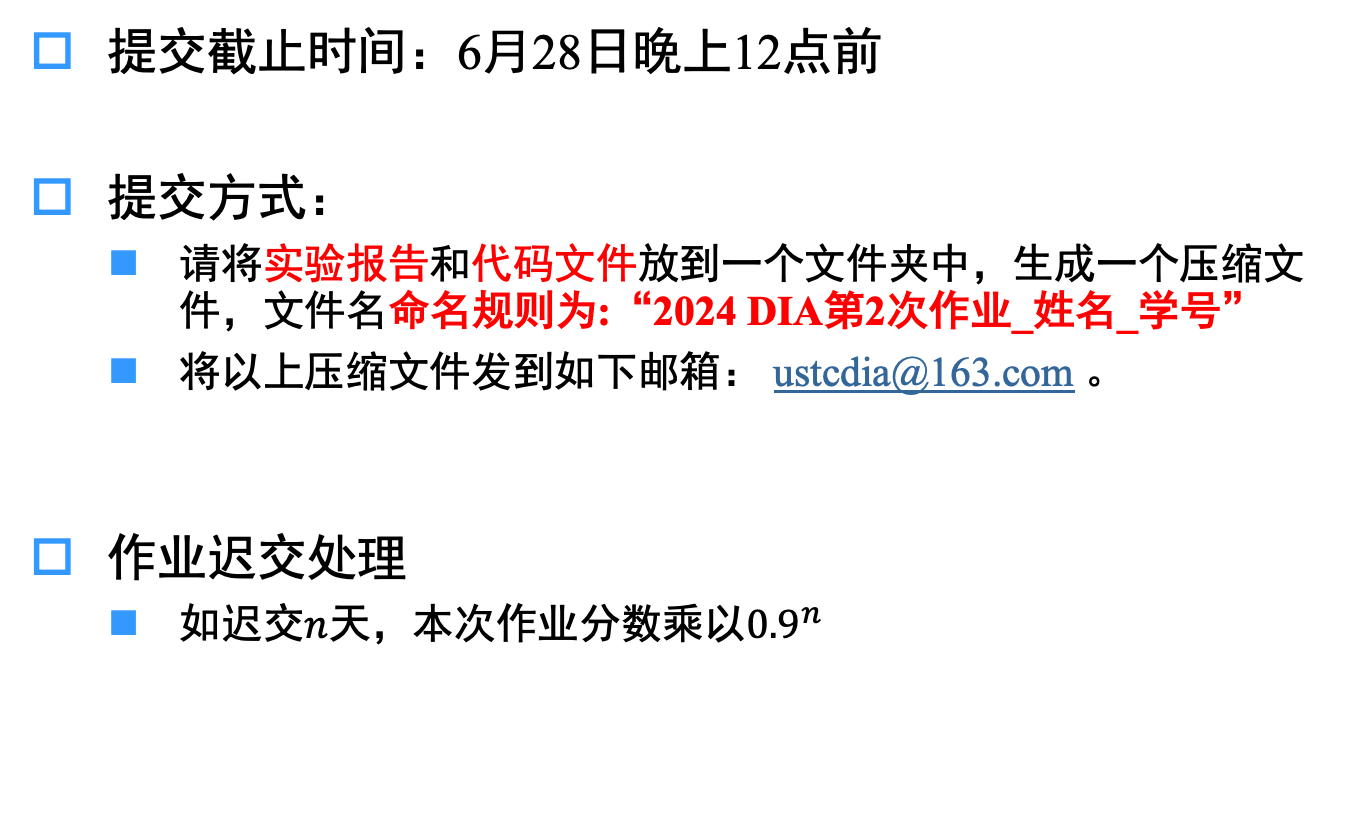 提交截止时间：6月28日晚上12点前
提交方式：
请将实验报告和代码文件放到一个文件夹中，生成一个压缩文
件，文件名命名规则为:“2024 DIA第2次作业_姓名_学号”
将以上压缩文件发到如下邮箱： ustcdia@163.com 。
作业迟交处理
如迟交𝑛天，本次作业分数乘以0.9ⁿ